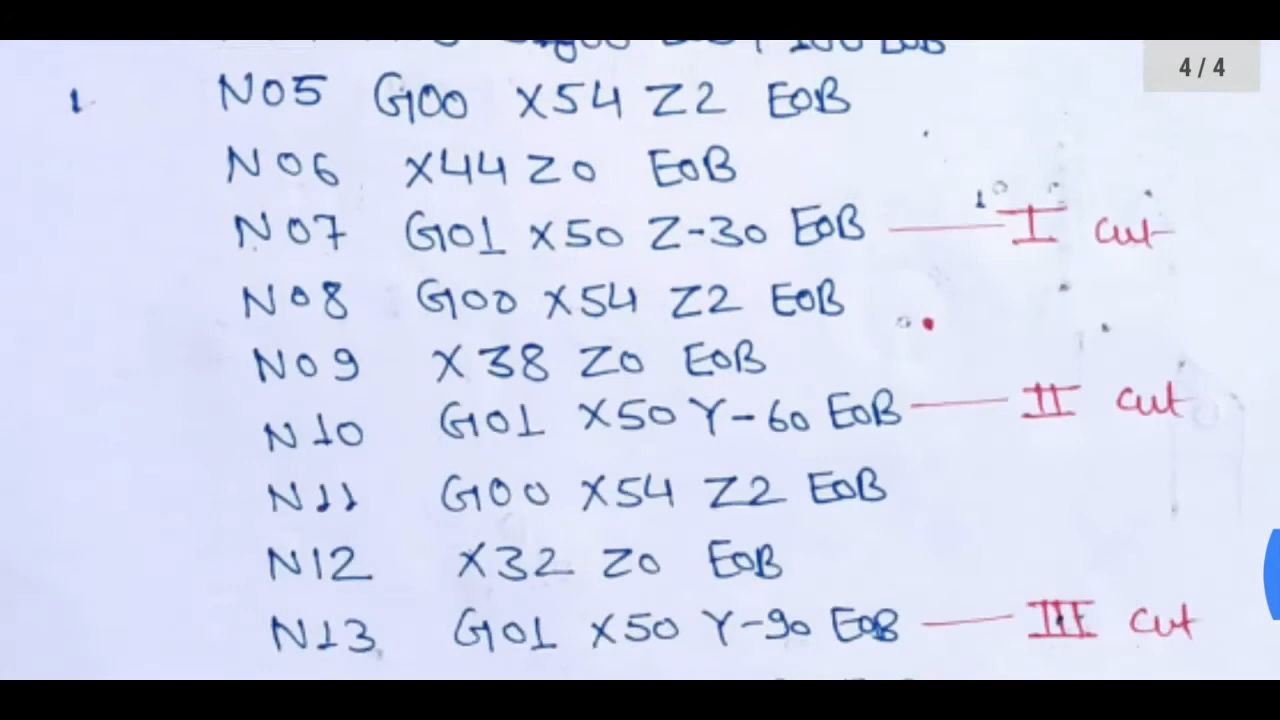 4 / 4
N05 G00 X54 Z2 EOB
N06 X44 Z0 EOB
N07 G01 X50 Z-30 EOB — I cut
N08 G00 X54 Z2 EOB
N09 X38 Z0 EOB
N10 G01 X50 Y-60 EOB — II cut
N11 G00 X54 Z2 EOB
N12 X32 Z0 EOB
N13 G01 X50 Y-90 EOB — III cut